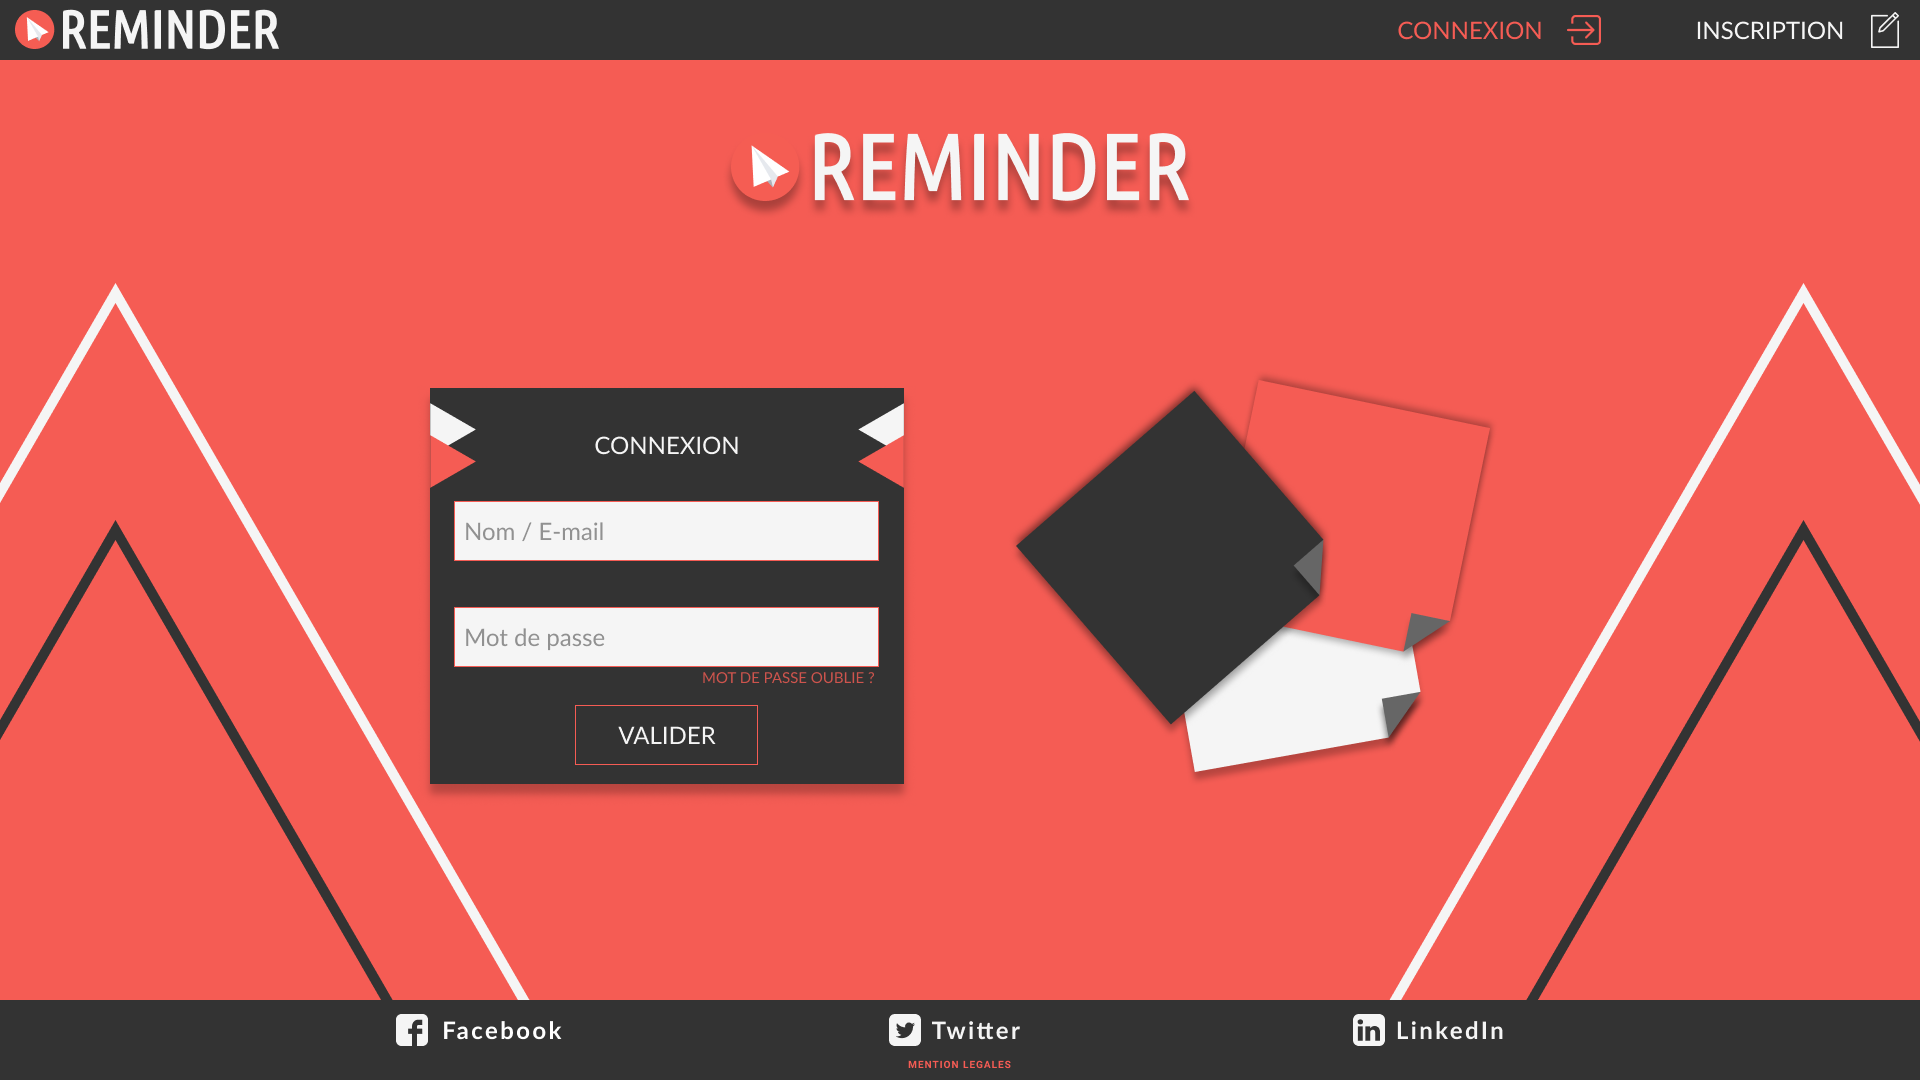 REMINDER
CONNEXION
INSCRIPTION
REMINDER
CONNEXION
Nom / E-mail
Mot de passe
MOT DE PASSE OUBLIE ?
VALIDER
Facebook
Twitter
LinkedIn
MENTION LEGALES